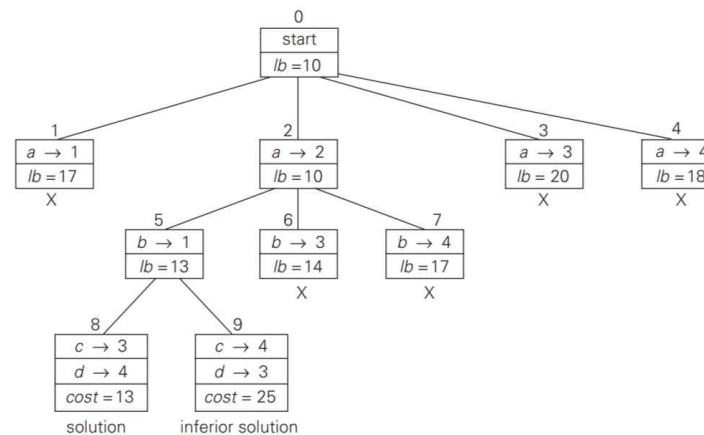 0
start
lb = 10
1
a → 1
lb = 17
X
2
a → 2
lb = 10
3
a → 3
lb = 20
X
4
a → 4
lb = 18
X
5
b → 1
lb = 13
6
b → 3
lb = 14
X
7
b → 4
lb = 17
X
8
c → 3
d → 4
cost = 13
solution
9
c → 4
d → 3
cost = 25
inferior solution